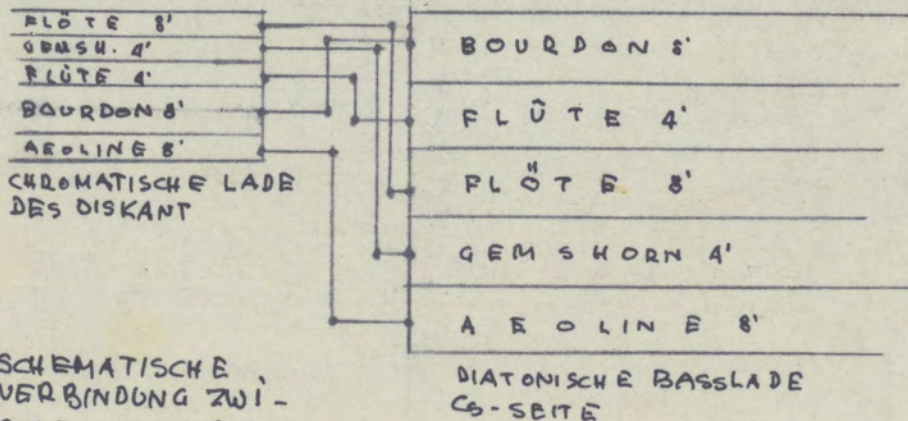 FLÖTE 8'
GEMSH. 4'
FLÛTE 4'
BOURDON 8'
AEOLINE 8'
CHROMATISCHE LADE
DES DISKANT
BOURDON 8'
FLÛTE 4'
FLÖTE 8'
GEMSHORN 4'
AEOLINE 8'
DIATONISCHE BASSLADE
CS-SEITE
SCHEMATISCHE
VERBINDUNG ZWI-